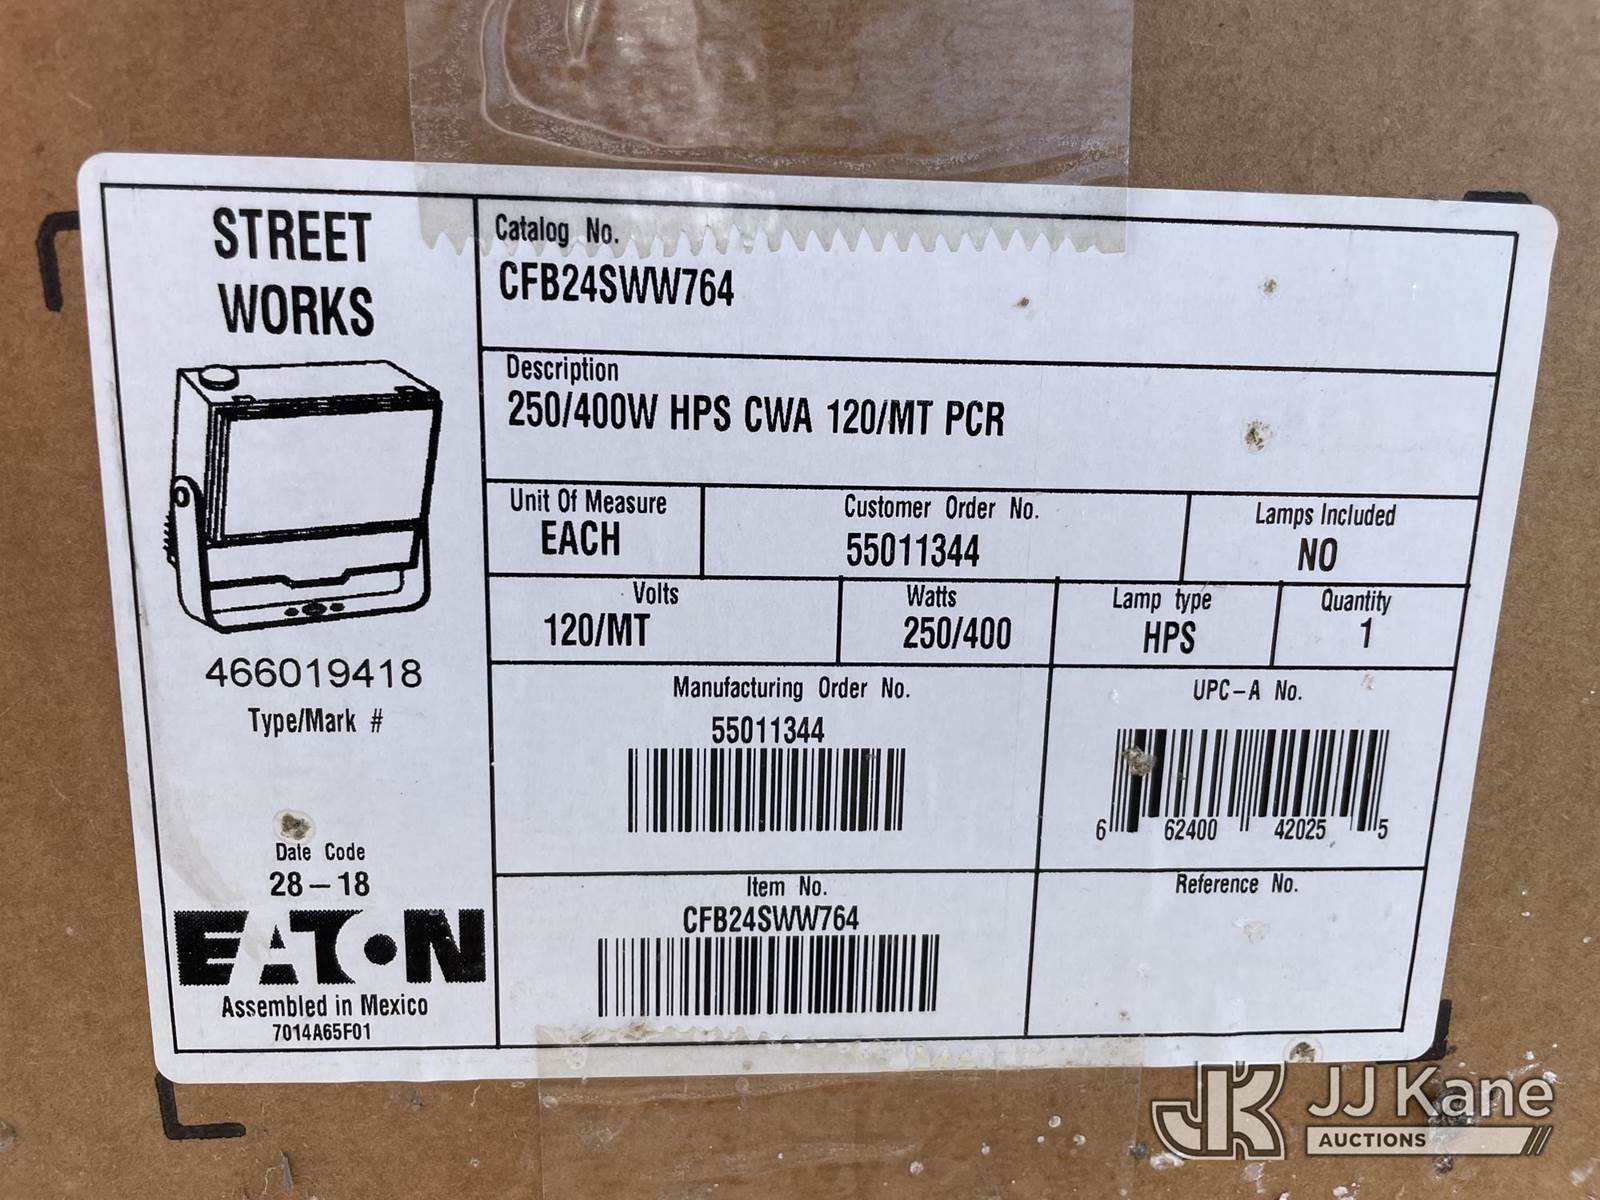 STREET
WORKS
466019418
Type/Mark #
Date Code
28-18
EATON
Assembled in Mexico
7014A65F01
Catalog No.
CFB24SWW764
Description
250/400W HPS CWA 120/MT PCR
Unit Of Measure
EACH
Customer Order No.
55011344
Lamps Included
NO
Volts
120/MT
Watts
250/400
Lamp type
HPS
Quantity
1
Manufacturing Order No.
55011344
UPC-A No.
6 62400 42025 5
Item No.
CFB24SWW764
Reference No.
JK JJ Kane
AUCTIONS